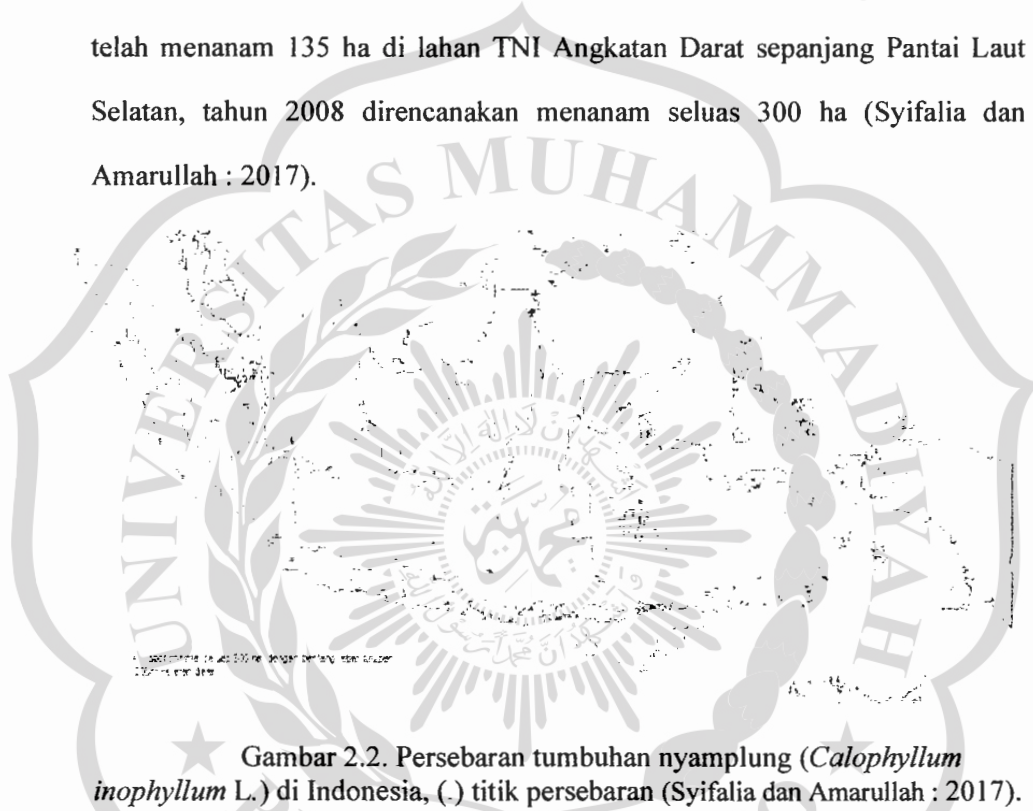 telah menanam 135 ha di lahan TNI Angkatan Darat sepanjang Pantai Laut
Selatan, tahun 2008 direncanakan menanam seluas 300 ha (Syifalia dan
Amarullah : 2017).
UNIVERSITAS MUHAMMADIYAH
Gambar 2.2. Persebaran tumbuhan nyamplung (Calophyllum
inophyllum L.) di Indonesia, (.) titik persebaran (Syifalia dan Amarullah : 2017).